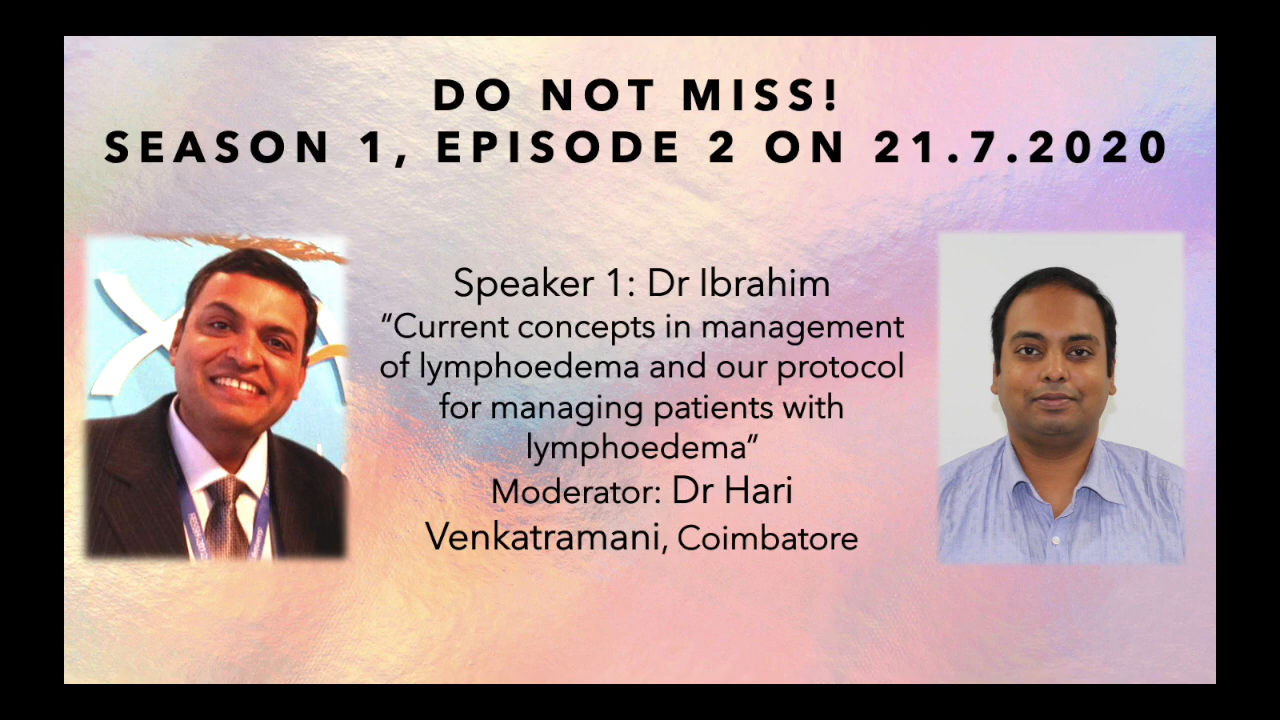 DO NOT MISS!
SEASON 1, EPISODE 2 ON 21.7.2020
Speaker 1: Dr Ibrahim
“Current concepts in management
of lymphoedema and our protocol
for managing patients with
lymphoedema”
Moderator: Dr Hari
Venkatramani, Coimbatore